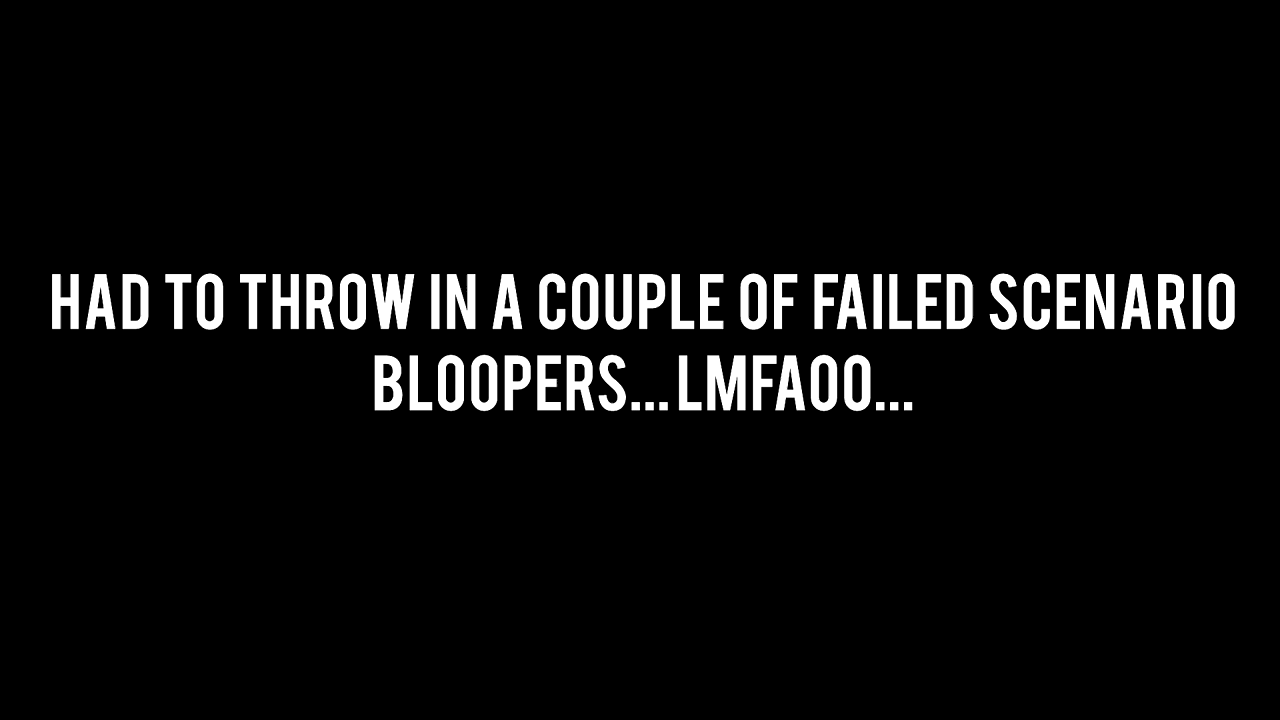 HAD TO THROW IN A COUPLE OF FAILED SCENARIO
BLOOPERS... LMFAOO...